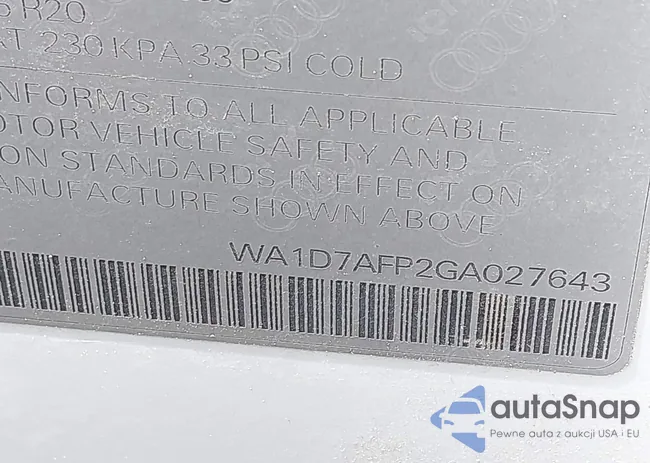 R20
230 KPA 33 PSI COLD
NFORMS TO ALL APPLICABLE
OTOR VEHICLE SAFETY AND
ON STANDARDS IN EFFECT ON
ANUFACTURE SHOWN ABOVE
WA1D7AFP2GA027643
autaSnap
Pewne auta z aukcji USA i EU